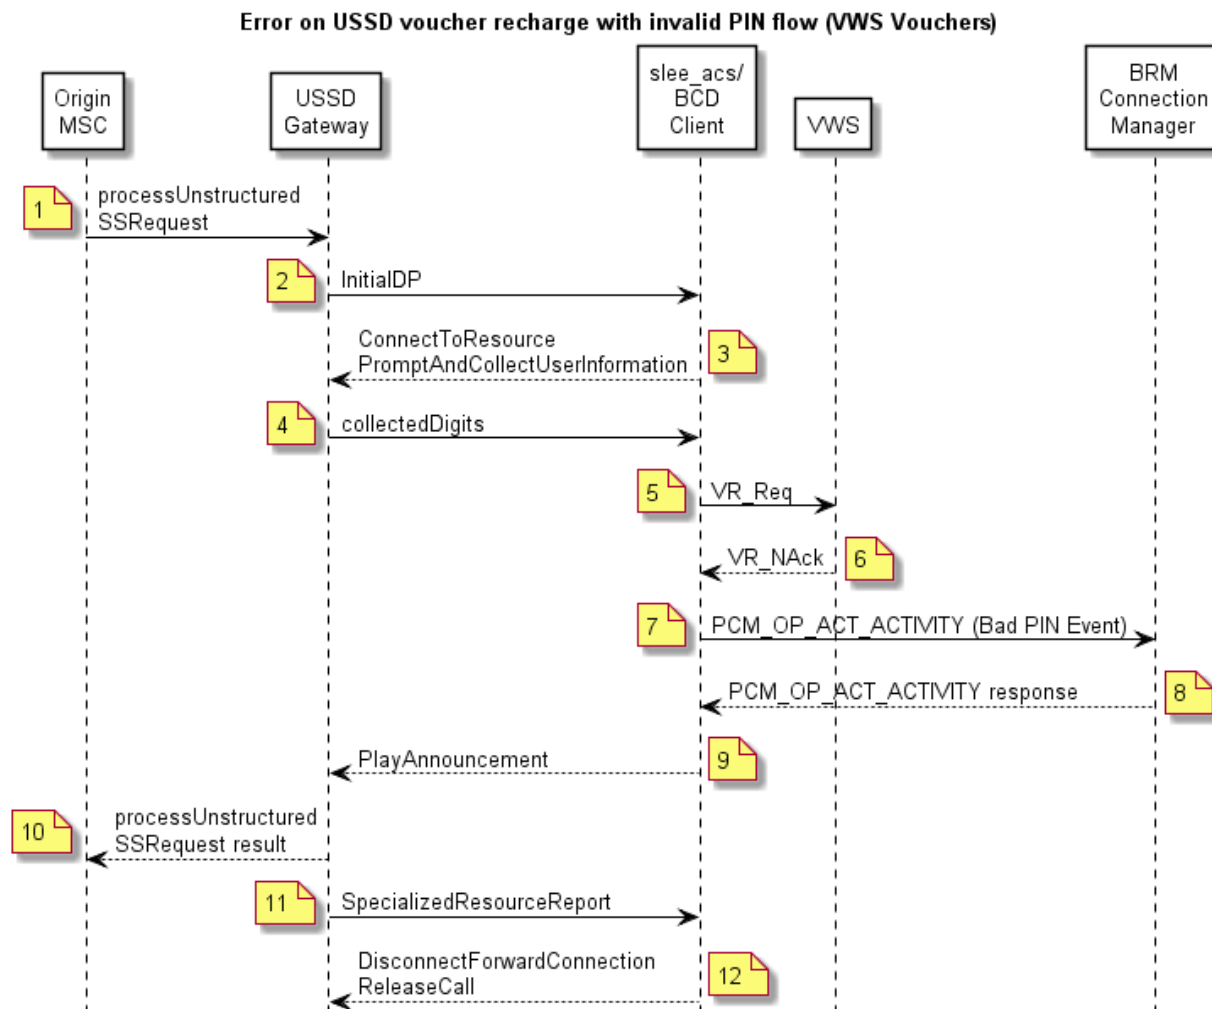 Error on USSD voucher recharge with invalid PIN flow (VWS Vouchers)
Origin
MSC
USSD
Gateway
slee_acs/
BCD
Client
VWS
BRM
Connection
Manager
1
processUnstructured
SSRequest
2
InitialDP
ConnectToResource
PromptAndCollectUserInformation
3
4
collectedDigits
5
VR_Req
VR_NAck
6
7
PCM_OP_ACT_ACTIVITY (Bad PIN Event)
PCM_OP_ACT_ACTIVITY response
8
PlayAnnouncement
9
10
processUnstructured
SSRequest result
11
SpecializedResourceReport
DisconnectForwardConnection
ReleaseCall
12